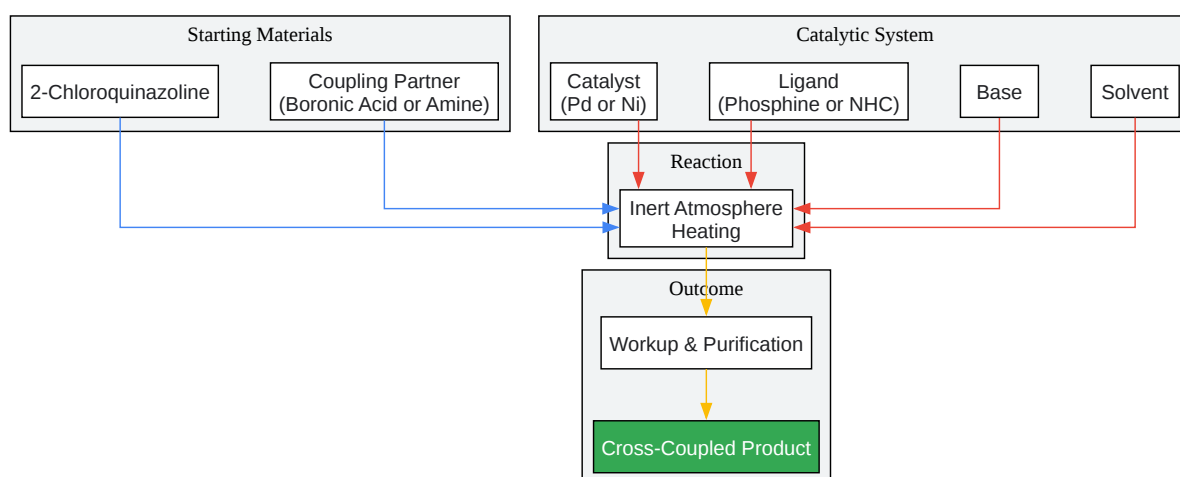 Starting Materials
Catalytic System
2-Chloroquinazoline
Coupling Partner
(Boronic Acid or Amine)
Catalyst
(Pd or Ni)
Ligand
(Phosphine or NHC)
Base
Solvent
Reaction
Inert Atmosphere
Heating
Outcome
Workup & Purification
Cross-Coupled Product